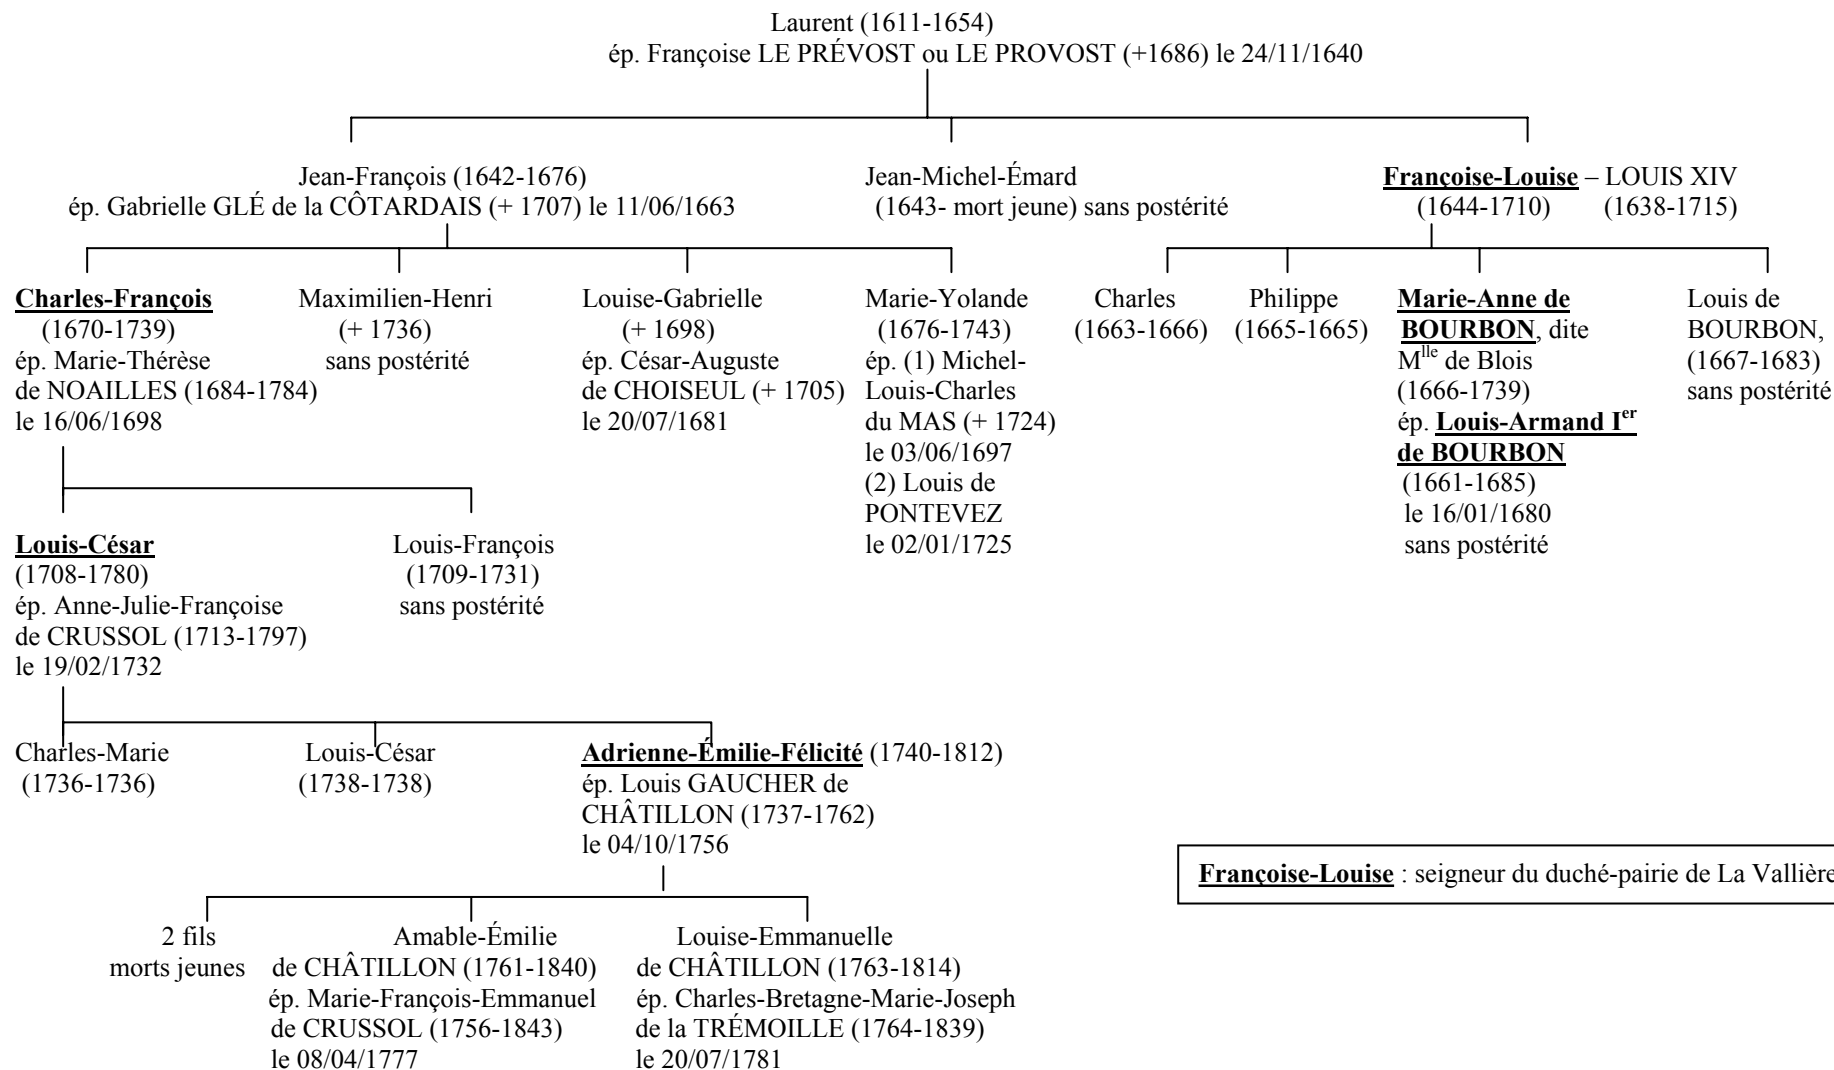 Laurent (1611-1654)
ép. Françoise LE PRÉVOST ou LE PROVOST (+1686) le 24/11/1640
Jean-François (1642-1676)
ép. Gabrielle GLÉ de la CÔTARDAIS (+ 1707) le 11/06/1663
Jean-Michel-Émard
(1643- mort jeune) sans postérité
Françoise-Louise – LOUIS XIV
(1644-1710) (1638-1715)
Charles-François
(1670-1739)
ép. Marie-Thérèse
de NOAILLES (1684-1784)
le 16/06/1698
Maximilien-Henri
(+ 1736)
sans postérité
Louise-Gabrielle
(+ 1698)
ép. César-Auguste
de CHOISEUL (+ 1705)
le 20/07/1681
Marie-Yolande
(1676-1743)
ép. (1) Michel-
Louis-Charles
du MAS (+ 1724)
le 03/06/1697
(2) Louis de
PONTEVEZ
le 02/01/1725
Charles
(1663-1666)
Philippe
(1665-1665)
Marie-Anne de
BOURBON, dite
Mlle de Blois
(1666-1739)
ép. Louis-Armand Ier
de BOURBON
(1661-1685)
le 16/01/1680
sans postérité
Louis de
BOURBON,
(1667-1683)
sans postérité
Louis-César
(1708-1780)
ép. Anne-Julie-Françoise
de CRUSSOL (1713-1797)
le 19/02/1732
Louis-François
(1709-1731)
sans postérité
Charles-Marie
(1736-1736)
Louis-César
(1738-1738)
Adrienne-Émilie-Félicité (1740-1812)
ép. Louis GAUCHER de
CHÂTILLON (1737-1762)
le 04/10/1756
Françoise-Louise : seigneur du duché-pairie de La Vallière
2 fils
morts jeunes
Amable-Émilie
de CHÂTILLON (1761-1840)
ép. Marie-François-Emmanuel
de CRUSSOL (1756-1843)
le 08/04/1777
Louise-Emmanuelle
de CHÂTILLON (1763-1814)
ép. Charles-Bretagne-Marie-Joseph
de la TRÉMOILLE (1764-1839)
le 20/07/1781